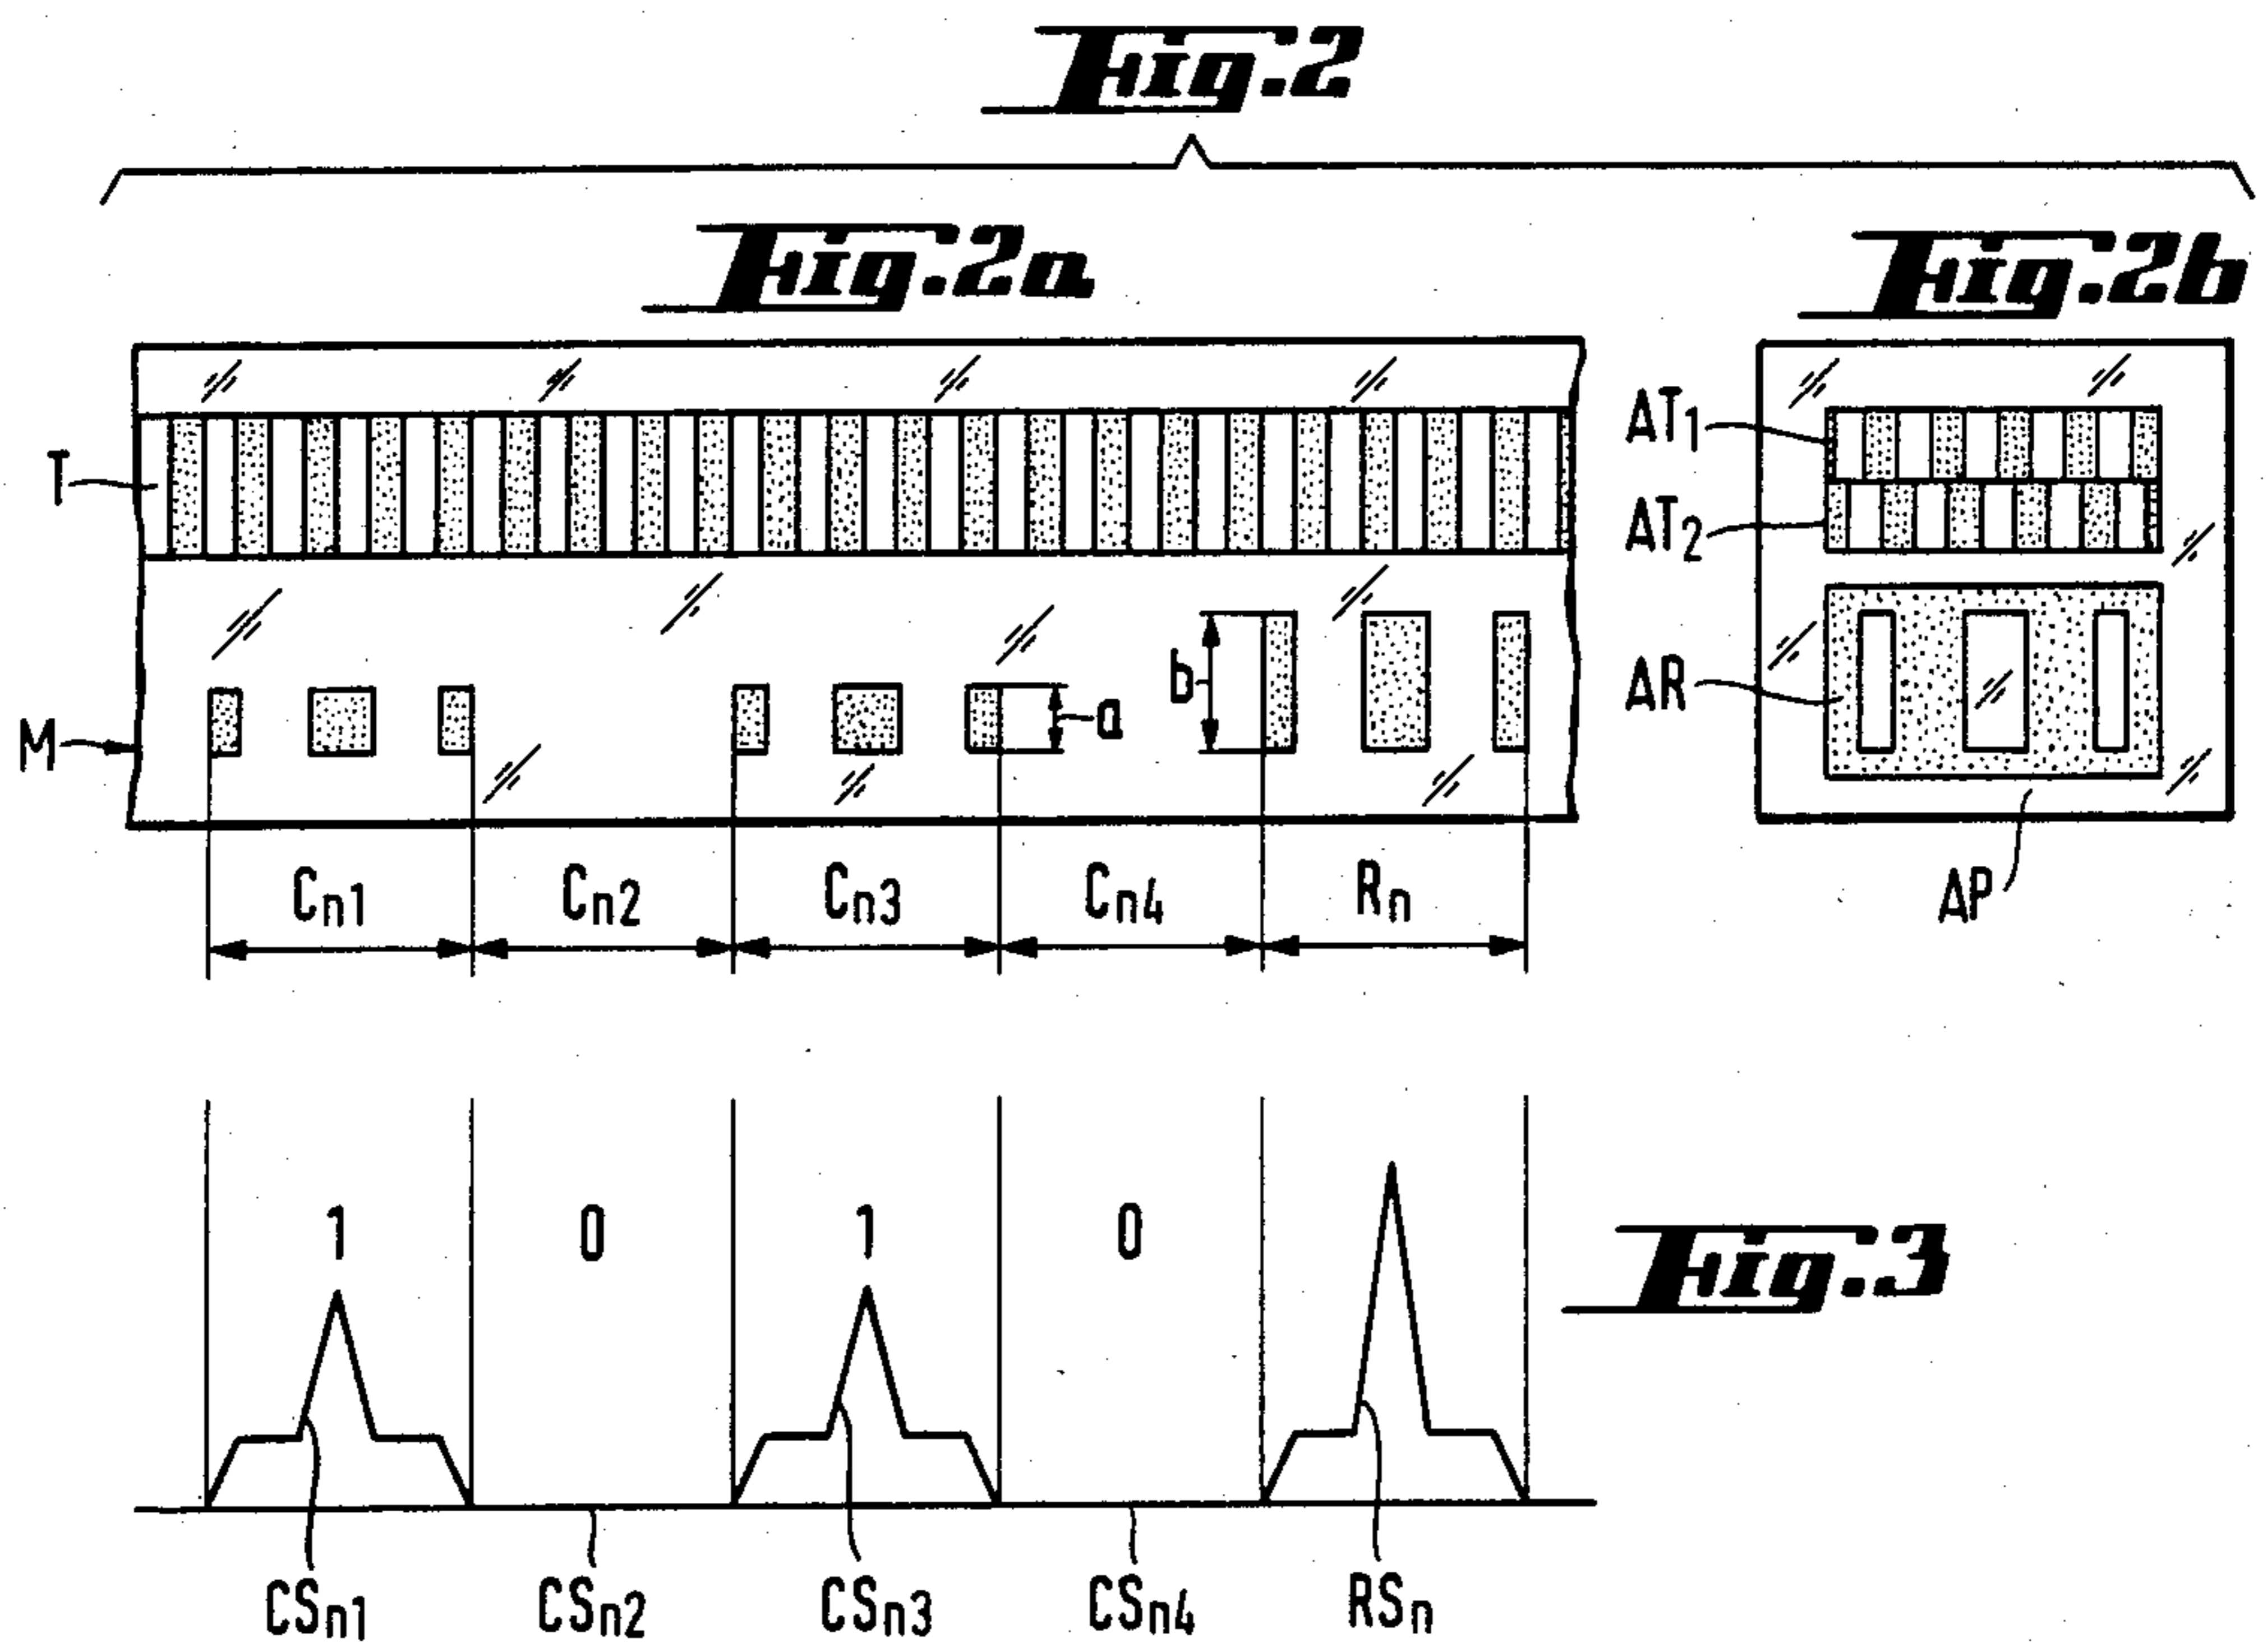 Fig.2
Fig.2a
Fig.2b
T
AT1
AT2
b
a
M
AR
Cn1
Cn2
Cn3
Cn4
Rn
AP
1
0
1
0
Fig.3
CSn1
CSn2
CSn3
CSn4
RSn